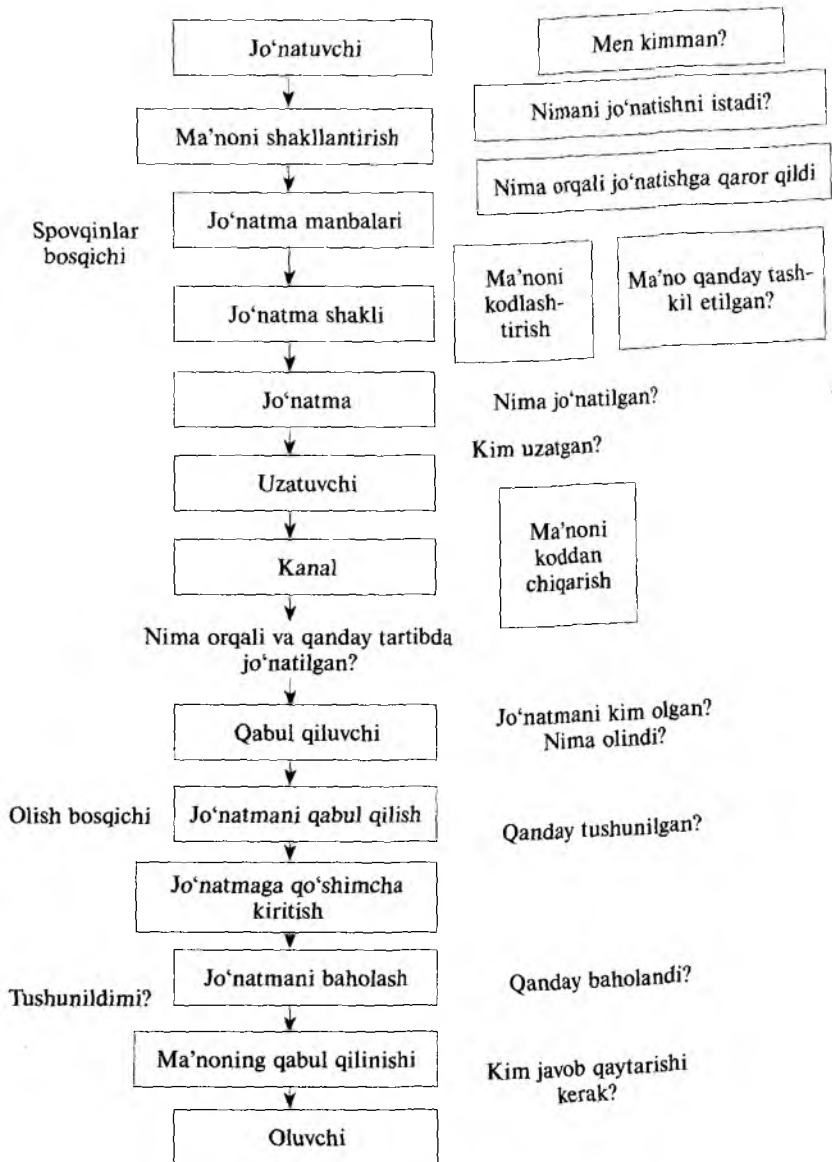 Jo‘natuvchi
Men kimman?
Nimani jo‘natishni istadi?
Ma’noni shakllantirish
Nima orqali jo‘natishga qaror qildi
Jo‘natma manbalari
Spovqinlar
bosqichi
Ma’noni
kodlash-
tirish
Ma’no qanday tash-
kil etilgan?
Jo‘natma shakli
Jo‘natma
Nima jo‘natilgan?
Kim uzatgan?
Uzatuvchi
Ma’noni
koddan
chiqarish
Kanal
Nima orqali va qanday tartibda
jo‘natilgan?
Qabul qiluvchi
Jo‘natmani kim olgan?
Nima olindi?
Olish bosqichi
Jo‘natmani qabul qilish
Qanday tushunilgan?
Jo‘natmaga qo‘shimcha
kiritish
Tushunildimi?
Jo‘natmani baholash
Qanday baholandi?
Ma’noning qabul qilinishi
Kim javob qaytarishi
kerak?
Oluvchi